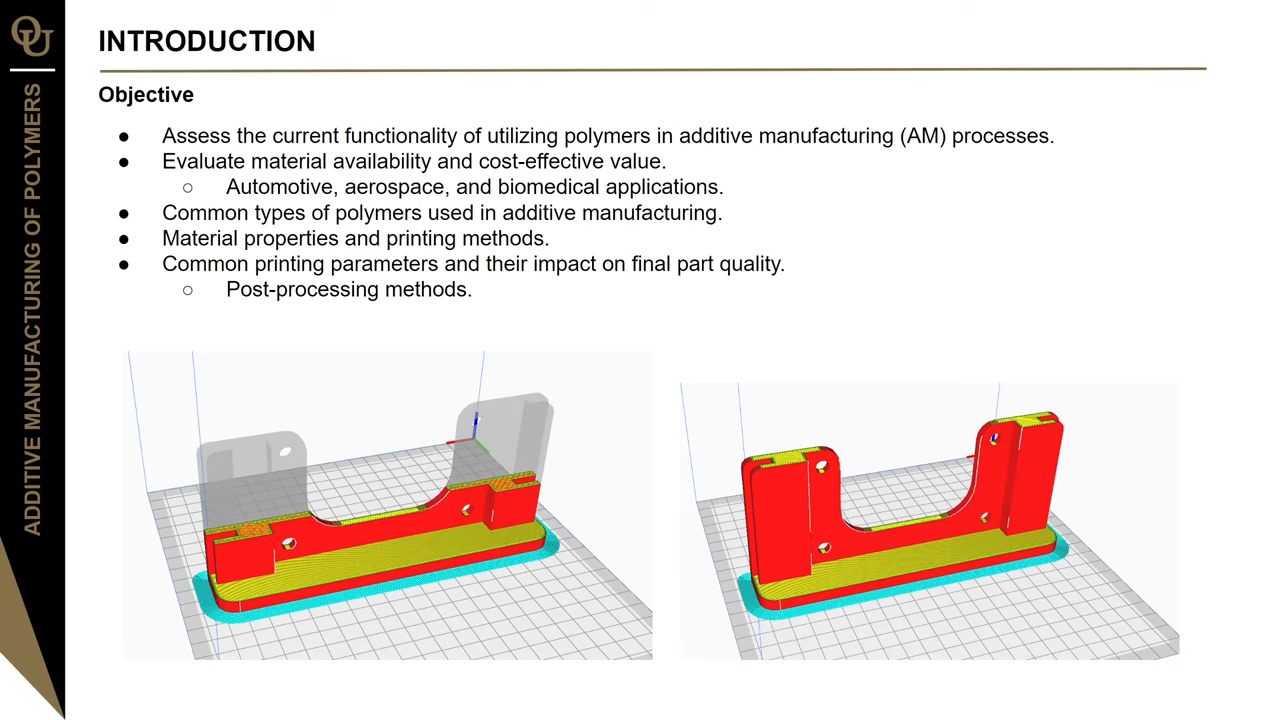 OU
ADDITIVE MANUFACTURING OF POLYMERS
INTRODUCTION
Objective
● Assess the current functionality of utilizing polymers in additive manufacturing (AM) processes.
● Evaluate material availability and cost-effective value.
○ Automotive, aerospace, and biomedical applications.
● Common types of polymers used in additive manufacturing.
● Material properties and printing methods.
● Common printing parameters and their impact on final part quality.
○ Post-processing methods.